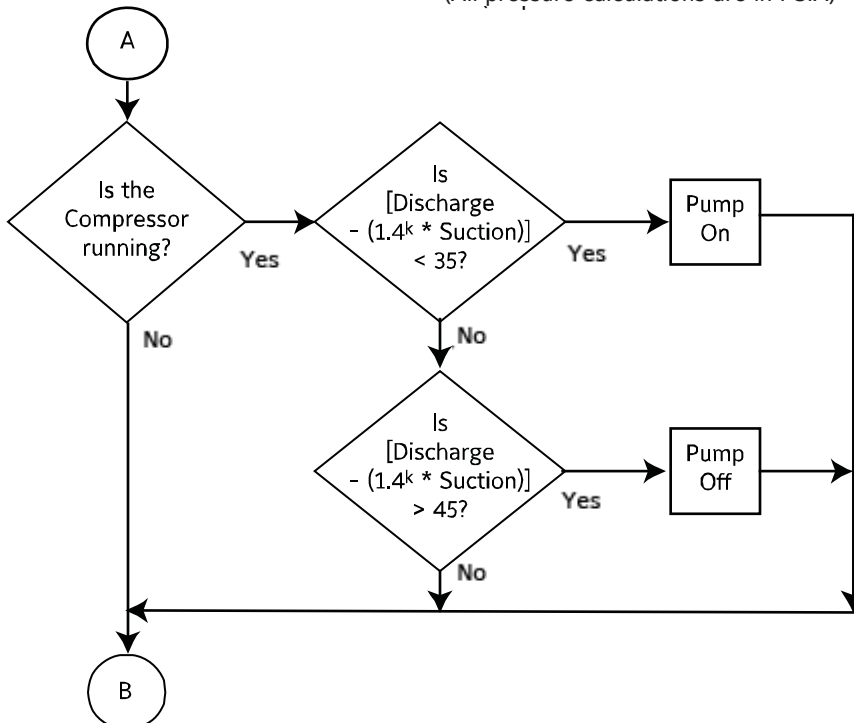 (All pressure calculations are in PSIA)
A
Is the
Compressor
running?
Yes
No
Is
[Discharge
- (1.4ᵏ * Suction)]
< 35?
Yes
No
Pump
On
Is
[Discharge
- (1.4ᵏ * Suction)]
> 45?
Yes
No
Pump
Off
B